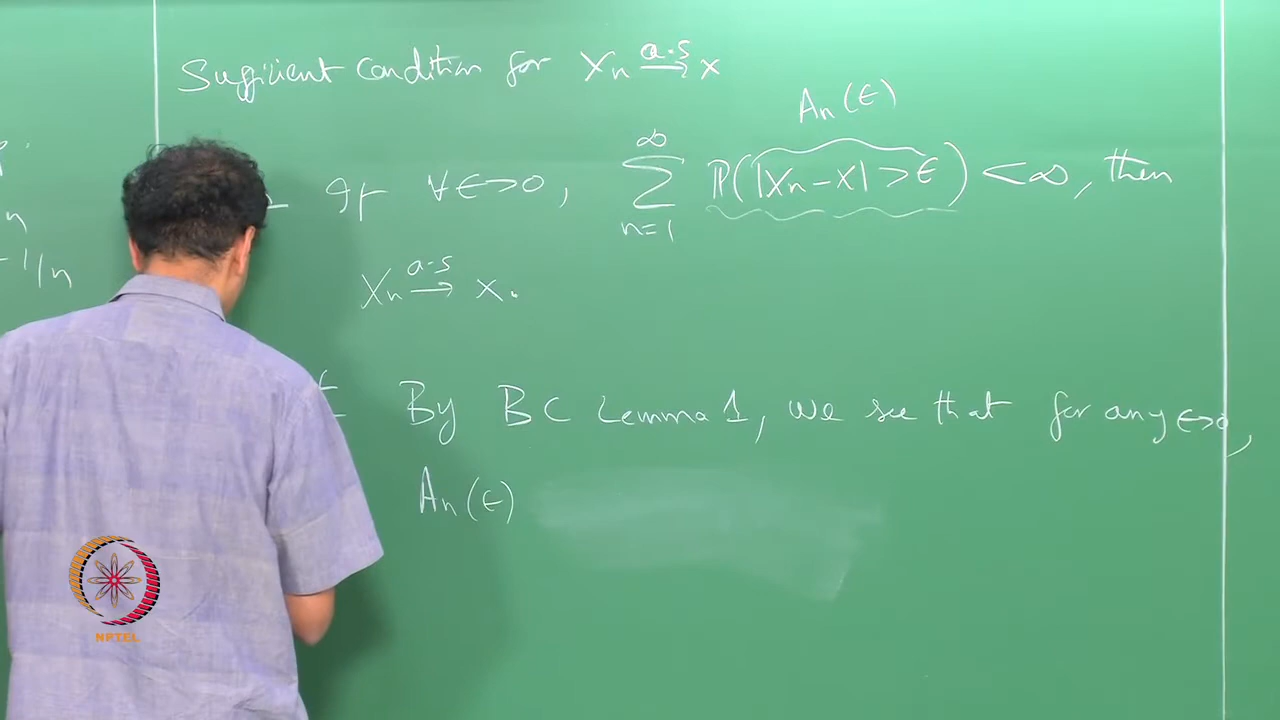 Sufficient Condition for Xn a.s→ X
An(ε)
If ∀ε>0, ∑_{n=1}^{∞} P(|Xn-X|>ε) < ∞, then
n
-1/n
Xn a.s→ X.
By BC Lemma 1, we see that for any ε>0,
An(ε)
NPTEL